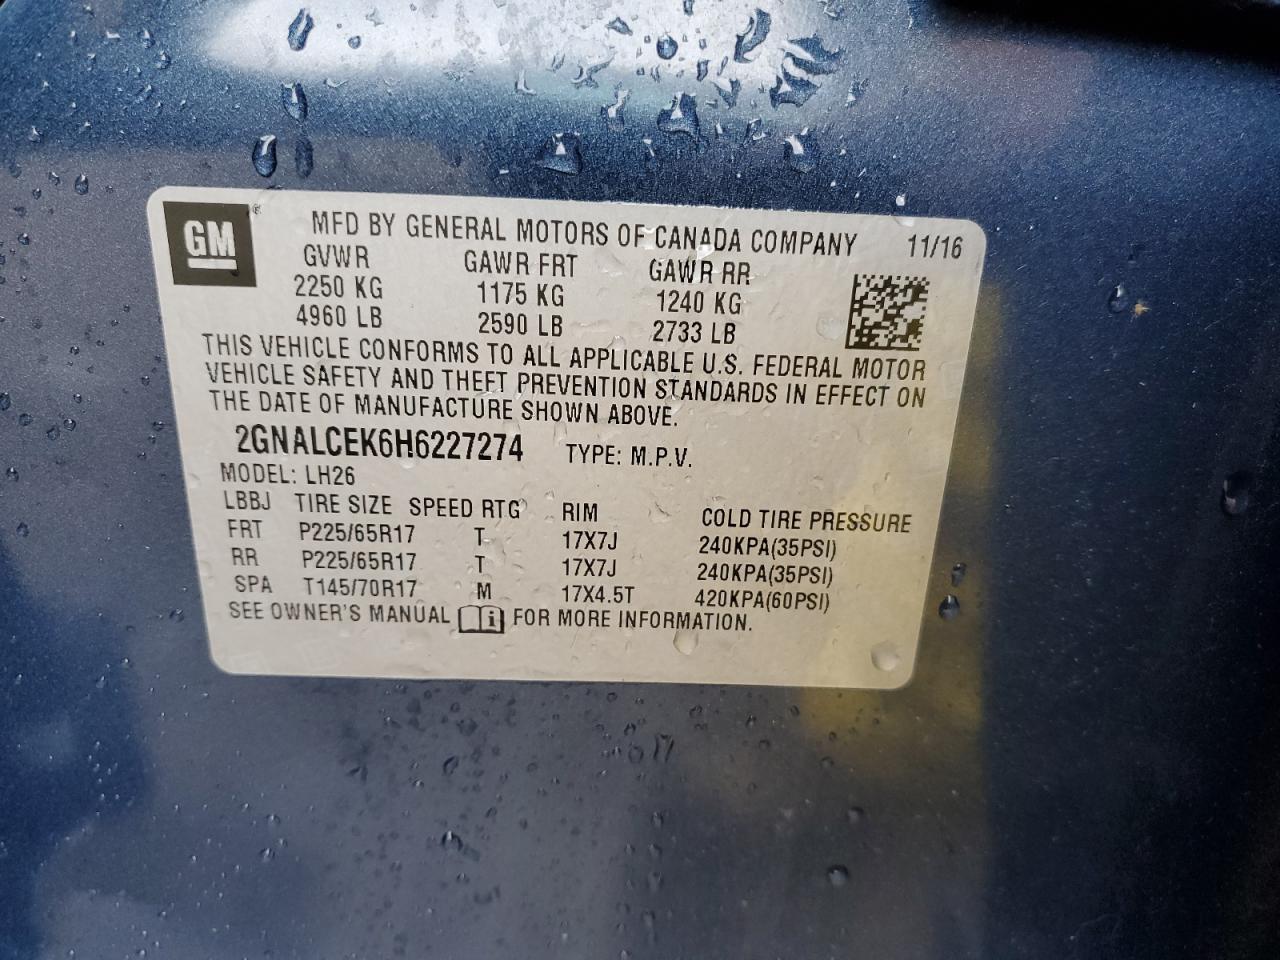 GM® MFD BY GENERAL MOTORS OF CANADA COMPANY 11/16
GVWR GAWR FRT GAWR RR
2250 KG 1175 KG 1240 KG
4960 LB 2590 LB 2733 LB
THIS VEHICLE CONFORMS TO ALL APPLICABLE U.S. FEDERAL MOTOR
VEHICLE SAFETY AND THEFT PREVENTION STANDARDS IN EFFECT ON
THE DATE OF MANUFACTURE SHOWN ABOVE.
2GNALCEK6H6227274 TYPE: M.P.V.
MODEL: LH26
LBBJ TIRE SIZE SPEED RTG RIM COLD TIRE PRESSURE
FRT P225/65R17 T 17X7J 240KPA(35PSI)
RR P225/65R17 T 17X7J 240KPA(35PSI)
SPA T145/70R17 M 17X4.5T 420KPA(60PSI)
SEE OWNER'S MANUAL i FOR MORE INFORMATION.